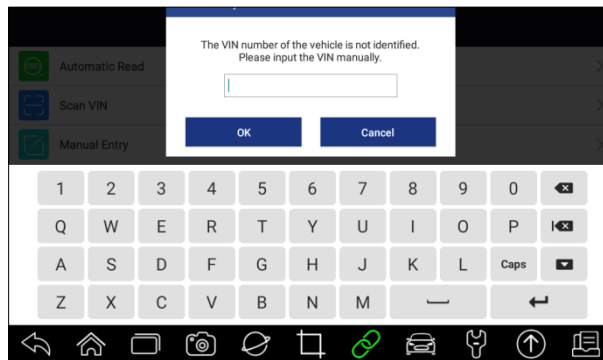 The VIN number of the vehicle is not identified.
Please input the VIN manually.
OK Cancel
Automatic Read
Scan VIN
Manual Entry
1 2 3 4 5 6 7 8 9 0
Q W E R T Y U I O P
A S D F G H J K L Caps
Z X C V B N M